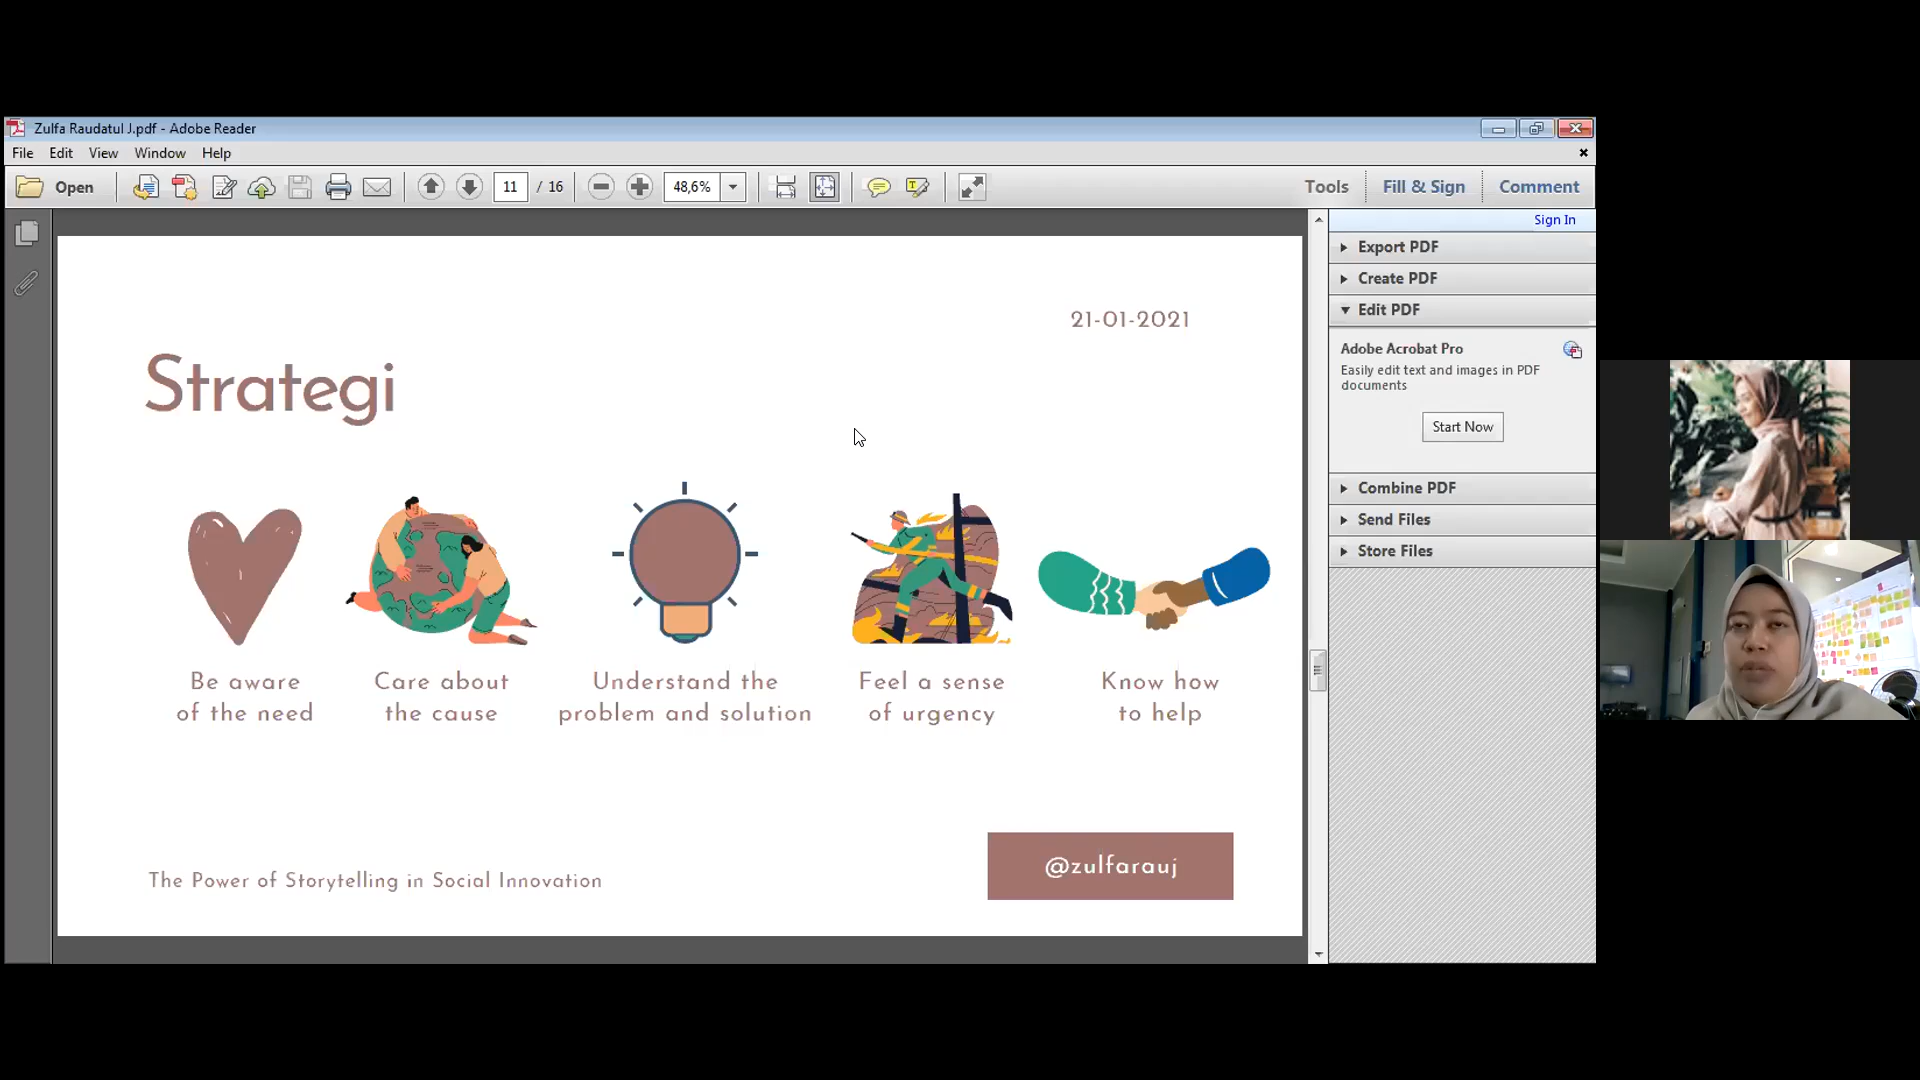 Zulfa Raudatul J.pdf - Adobe Reader
File Edit View Window Help
Open 11 / 16 48,6% Tools Fill & Sign Comment
Sign In
Export PDF
Create PDF
Edit PDF
Adobe Acrobat Pro
Easily edit text and images in PDF
documents
Start Now
Combine PDF
Send Files
Store Files
21-01-2021
Strategi
Be aware
of the need
Care about
the cause
Understand the
problem and solution
Feel a sense
of urgency
Know how
to help
The Power of Storytelling in Social Innovation
@zulfarauj